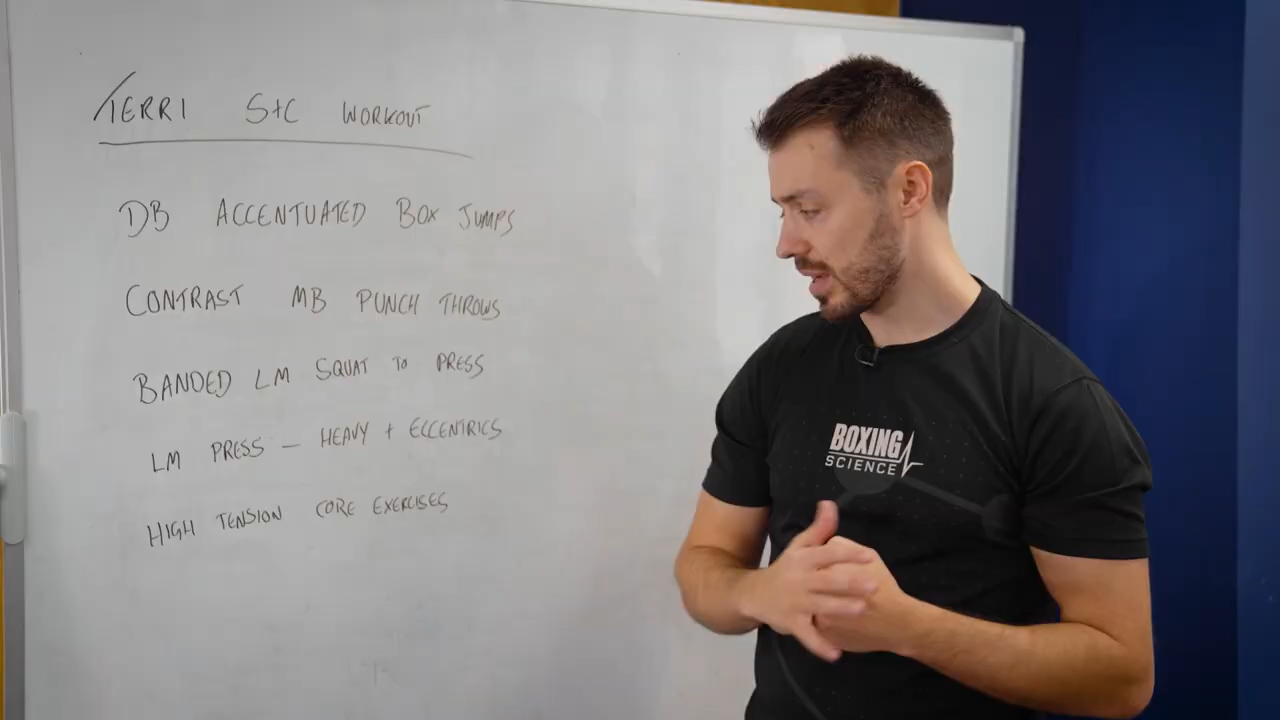 TERRI S+C WORKOUT
DB ACCENTUATED BOX JUMPS
CONTRAST MB PUNCH THROWS
BANDED LM SQUAT TO PRESS
LM PRESS – HEAVY + ECCENTRICS
HIGH TENSION CORE EXERCISES
BOXING
SCIENCE